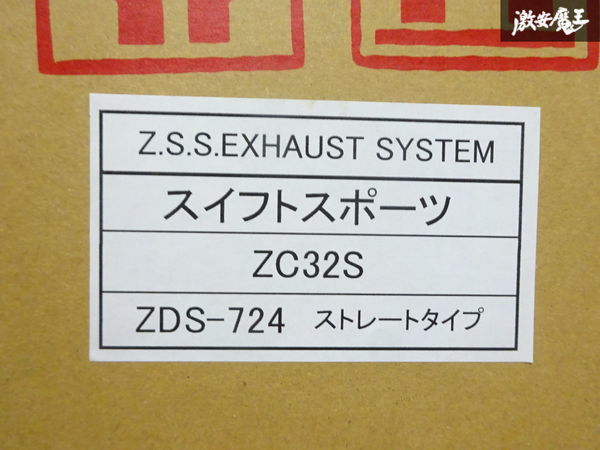 激安魔王
Z.S.S.EXHAUST SYSTEM
スイフトスポーツ
ZC32S
ZDS-724 ストレートタイプ